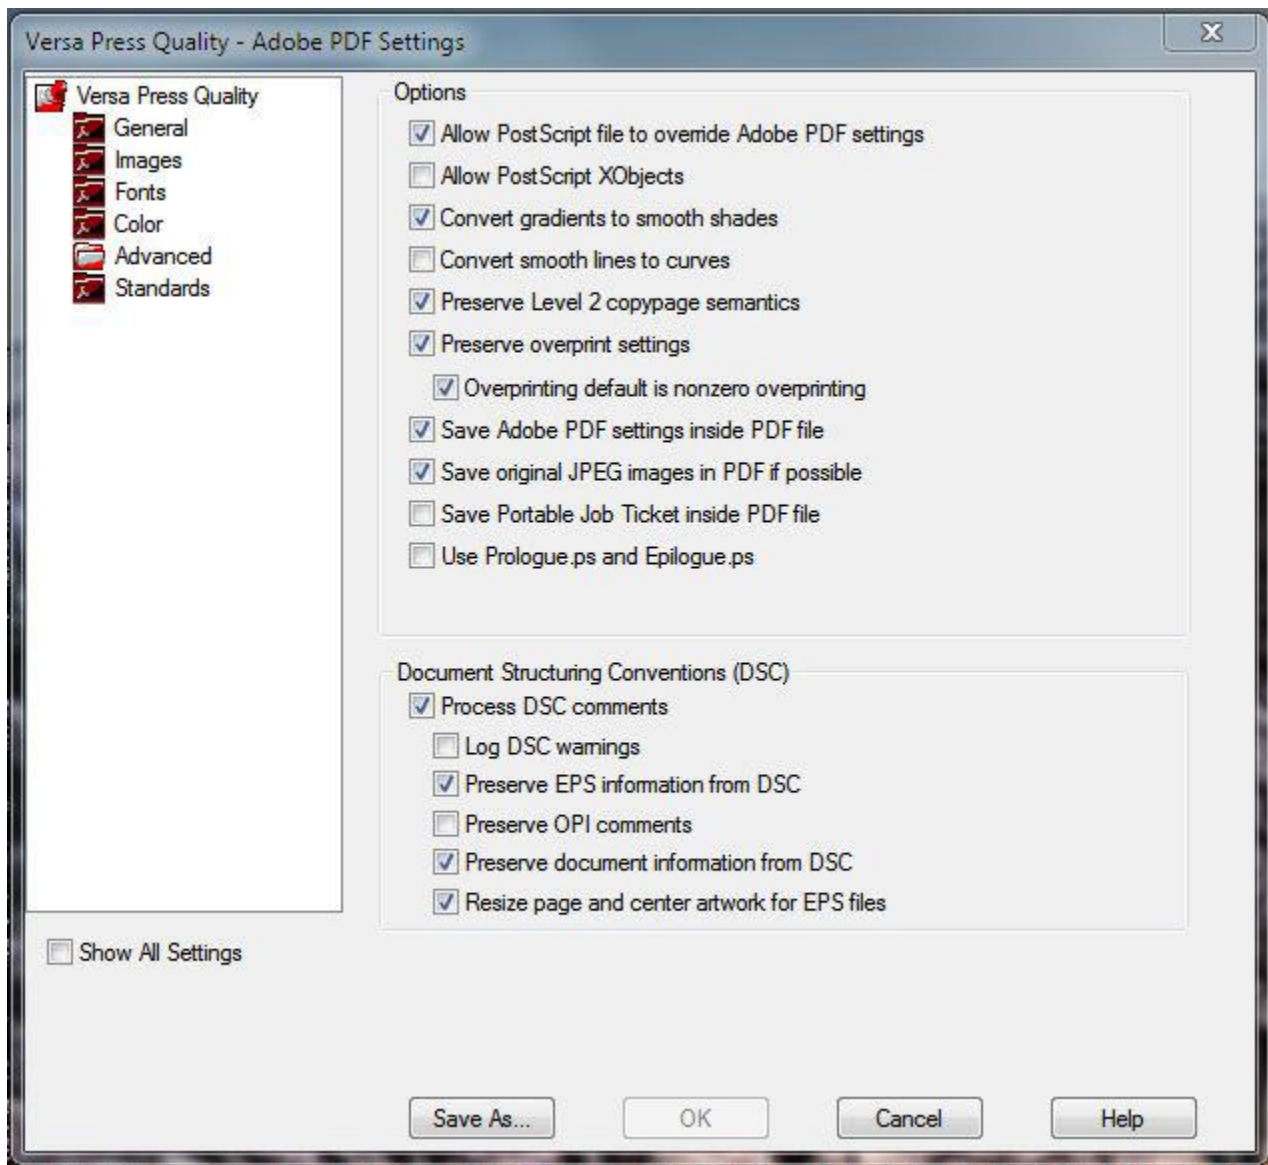 Versa Press Quality - Adobe PDF Settings
Versa Press Quality
General
Images
Fonts
Color
Advanced
Standards
Show All Settings
Options
Allow PostScript file to override Adobe PDF settings
Allow PostScript XObjects
Convert gradients to smooth shades
Convert smooth lines to curves
Preserve Level 2 copypage semantics
Preserve overprint settings
Overprinting default is nonzero overprinting
Save Adobe PDF settings inside PDF file
Save original JPEG images in PDF if possible
Save Portable Job Ticket inside PDF file
Use Prologue.ps and Epilogue.ps
Document Structuring Conventions (DSC)
Process DSC comments
Log DSC warnings
Preserve EPS information from DSC
Preserve OPI comments
Preserve document information from DSC
Resize page and center artwork for EPS files
Save As...
OK
Cancel
Help